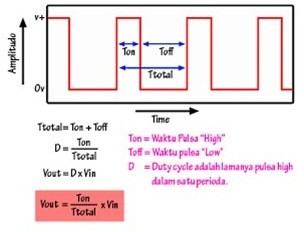 v+
Amplitudo
0v
Ton
Toff
Ttotal
Time
Ttotal = Ton + Toff
D = Ton
Ttotal
Vout = D x Vin
Vout = Ton x Vin
Ttotal
Ton = Waktu Pulsa "High"
Toff = Waktu pulsa "Low"
D = Duty cycle adalah lamanya pulsa high
dalam satu perioda.